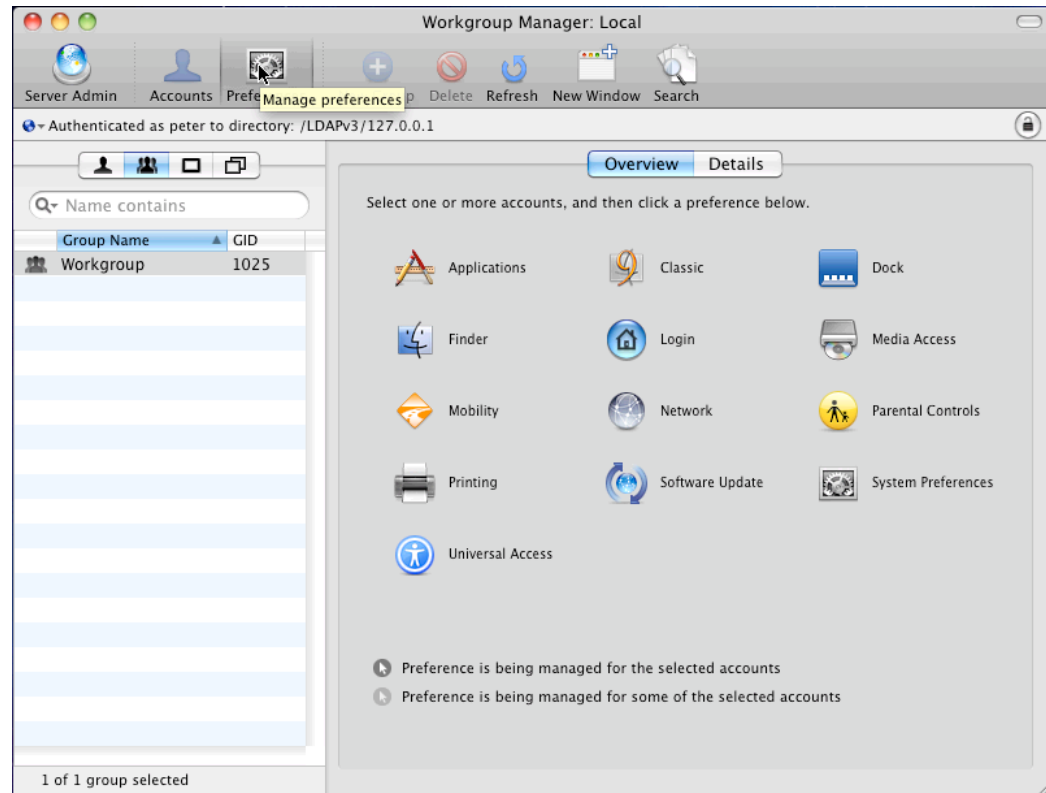 Workgroup Manager: Local
Server Admin Accounts Prefe p Delete Refresh New Window Search
Manage preferences
Authenticated as peter to directory: /LDAPv3/127.0.0.1
Overview Details
Name contains
Select one or more accounts, and then click a preference below.
Group Name GID
Workgroup 1025
Applications Classic Dock
Finder Login Media Access
Mobility Network Parental Controls
Printing Software Update System Preferences
Universal Access
Preference is being managed for the selected accounts
Preference is being managed for some of the selected accounts
1 of 1 group selected